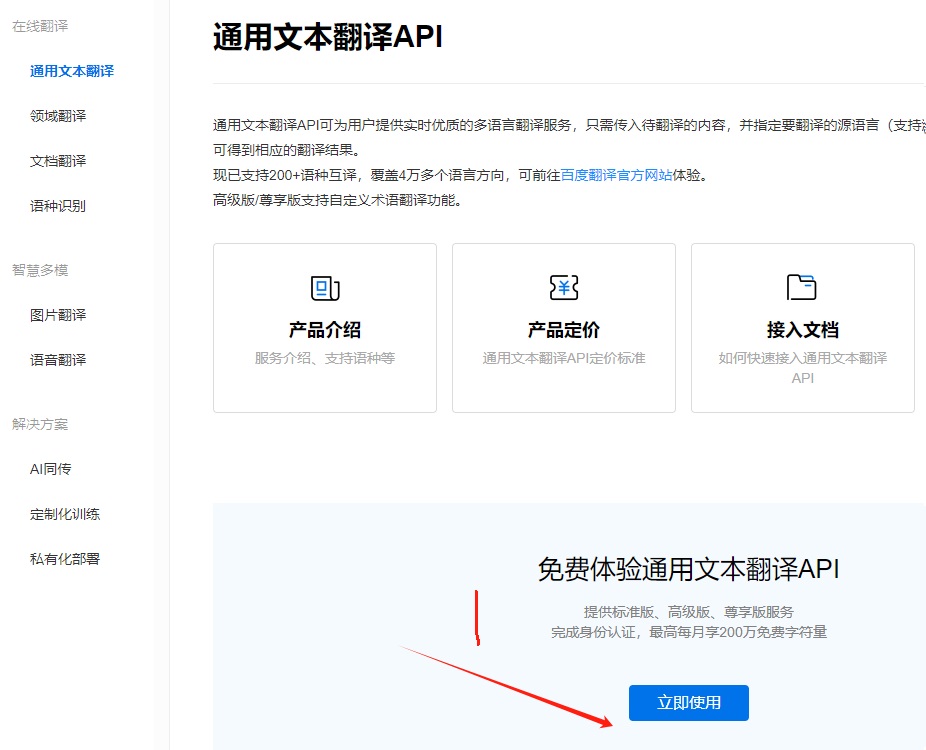 在线翻译
通用文本翻译
领域翻译
文档翻译
语种识别
智慧多模
图片翻译
语音翻译
解决方案
AI同传
定制化训练
私有化部署
通用文本翻译API
通用文本翻译API可为用户提供实时优质的多语言翻译服务，只需传入待翻译的内容，并指定要翻译的源语言（支持
可得到相应的翻译结果。
现已支持200+语种互译，覆盖4万多个语言方向，可前往百度翻译官方网站体验。
高级版/尊享版支持自定义术语翻译功能。
产品介绍
服务介绍、支持语种等
产品定价
通用文本翻译API定价标准
接入文档
如何快速接入通用文本翻译
API
免费体验通用文本翻译API
提供标准版、高级版、尊享版服务
完成身份认证，最高每月享200万免费字符量
立即使用